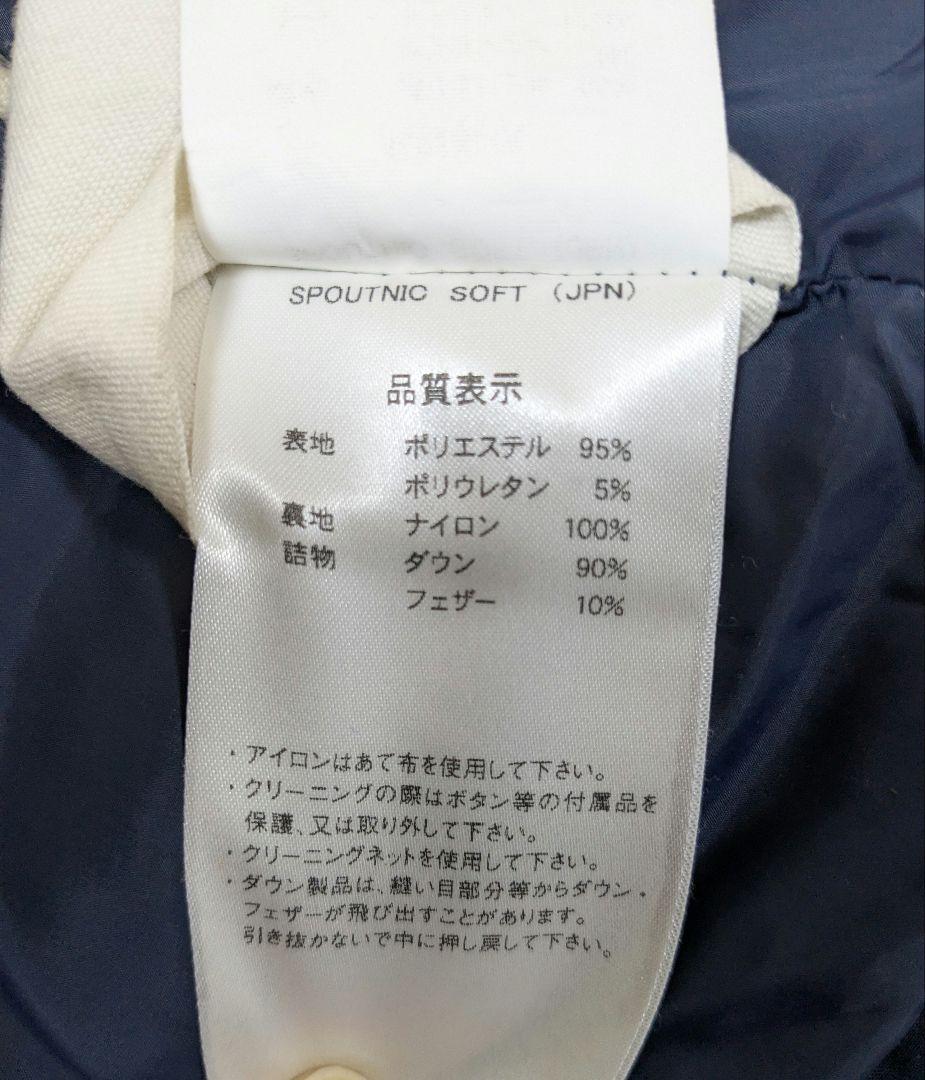 SPOUTNIC SOFT (JPN)
品質表示
表地 ポリエステル 95%
ポリウレタン 5%
裏地 ナイロン 100%
詰物 ダウン 90%
フェザー 10%
・アイロンはあて布を使用して下さい。
・クリーニングの際はボタン等の付属品を
保護、又は取り外して下さい。
・クリーニングネットを使用して下さい。
・ダウン製品は、縫い目部分等からダウン・
フェザーが飛び出すことがあります。
引き抜かないで中に押し戻して下さい。